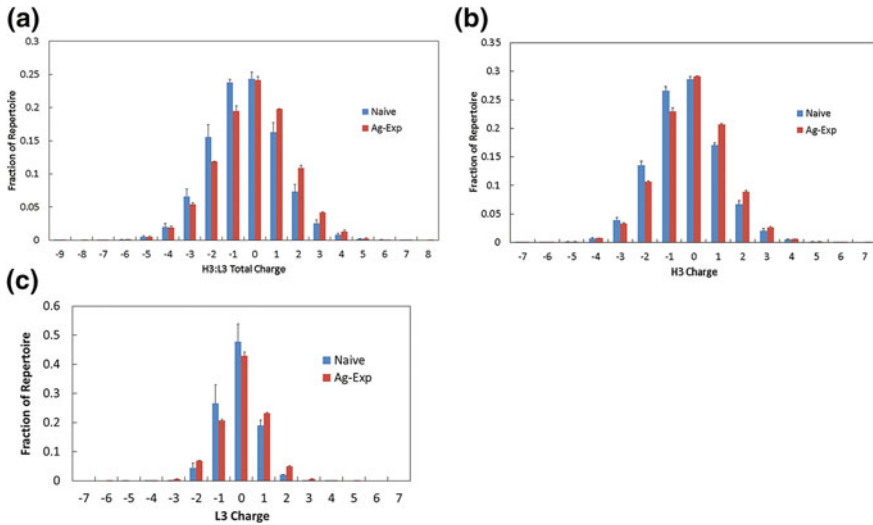 (a)
0.3
0.25
0.2
0.15
0.1
0.05
0
Fraction of Repertoire
Naive
Ag-Exp
-9 -8 -7 -6 -5 -4 -3 -2 -1 0 1 2 3 4 5 6 7 8
H3:L3 Total Charge
(b)
0.35
0.3
0.25
0.2
0.15
0.1
0.05
0
Fraction of Repertoire
Naive
Ag-Exp
-7 -6 -5 -4 -3 -2 -1 0 1 2 3 4 5 6 7
H3 Charge
(c)
0.6
0.5
0.4
0.3
0.2
0.1
0
Fraction of Repertoire
Naive
Ag-Exp
-7 -6 -5 -4 -3 -2 -1 0 1 2 3 4 5 6 7
L3 Charge